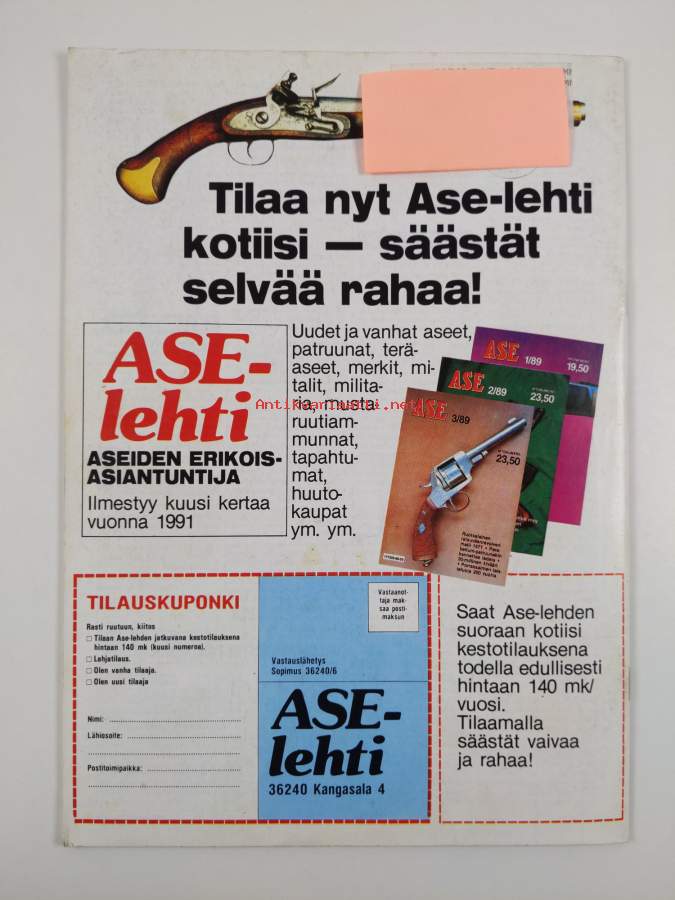 Tilaa nyt Ase-lehti
kotiisi — säästät
selvää rahaa!
ASE-
lehti
ASEIDEN ERIKOIS-
ASIANTUNTIJA
Ilmestyy kuusi kertaa
vuonna 1991
Uudet ja vanhat aseet,
patruunat, terä-
aseet, merkit, mi-
talit, milita-
ria, musta-
ruutiam-
munnat,
tapahtu-
mat,
huuto-
kaupat
ym. ym.
ASE 1/89
19,50
ASE 2/89
23,50
ASE 3/89
23,50
Antikvariaatti.net
TILAUSKUPONKI
Rasti ruutuun, kiitos
Tilaan Ase-lehden jatkuvana kestotilauksena
hintaan 140 mk (kuusi numeroa).
Lahjatilaus.
Olen vanha tilaaja.
Olen uusi tilaaja
Nimi:
Lähiosoite:
Postitoimipaikka:
Vastaanot-
taja mak-
saa posti-
maksun
Vastauslähetys
Sopimus 36240/6
ASE-
lehti
36240 Kangasala 4
Saat Ase-lehden
suoraan kotiisi
kestotilauksena
todella edullisesti
hintaan 140 mk/
vuosi.
Tilaamalla
säästät vaivaa
ja rahaa!